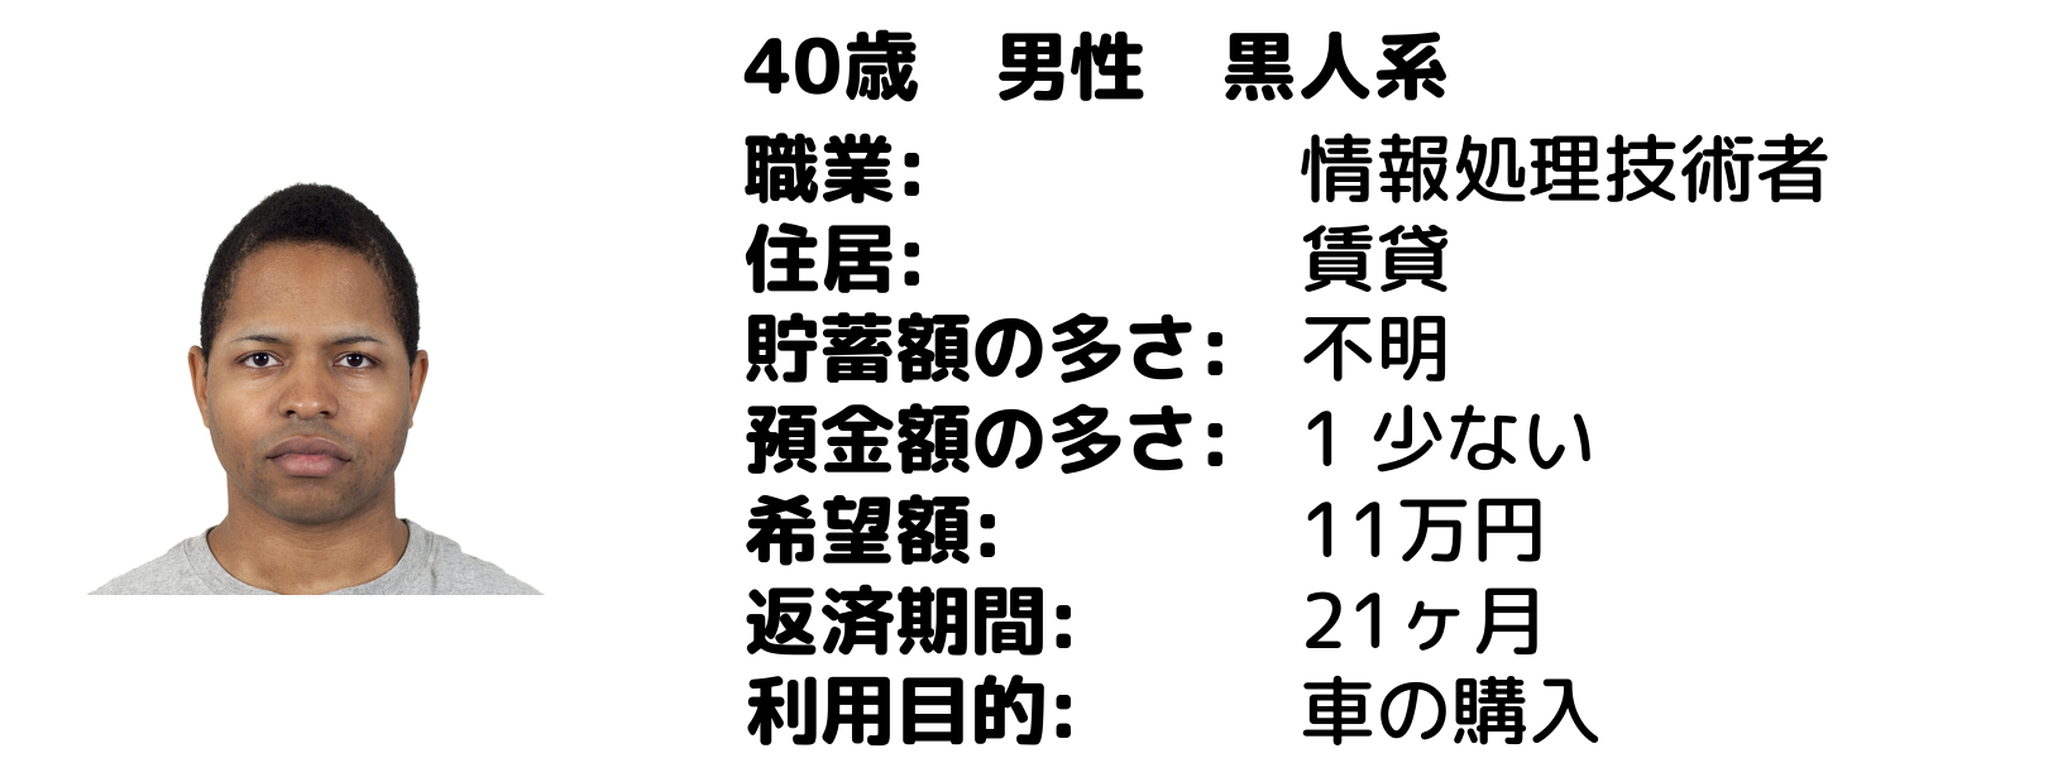 40歳　男性　黒人系
職業: 情報処理技術者
住居: 賃貸
貯蓄額の多さ: 不明
預金額の多さ: 1 少ない
希望額: 11万円
返済期間: 21ヶ月
利用目的: 車の購入